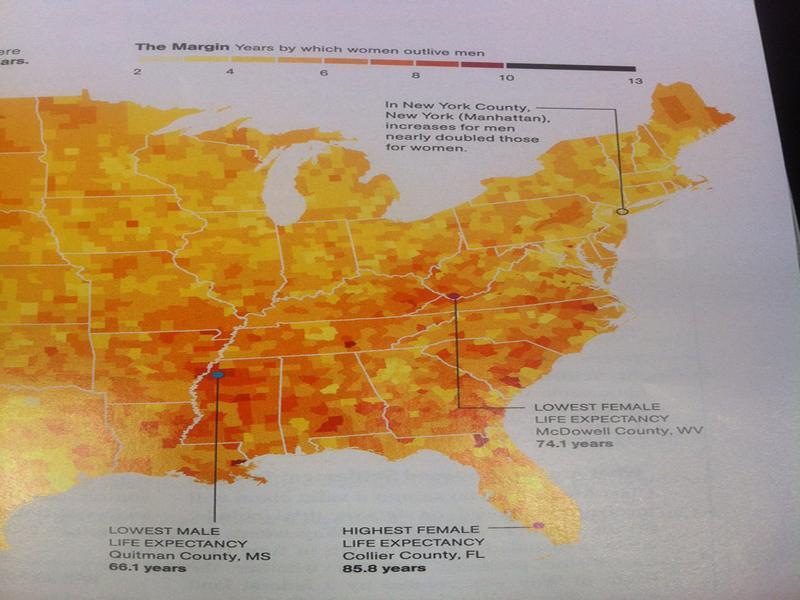 ere
ars.
The Margin Years by which women outlive men
2 4 6 8 10 13
In New York County,
New York (Manhattan),
increases for men
nearly doubled those
for women.
LOWEST FEMALE
LIFE EXPECTANCY
McDowell County, WV
74.1 years
LOWEST MALE
LIFE EXPECTANCY
Quitman County, MS
66.1 years
HIGHEST FEMALE
LIFE EXPECTANCY
Collier County, FL
85.8 years